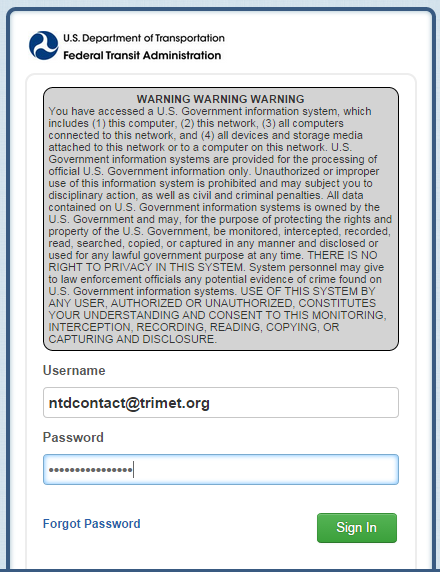 U.S. Department of Transportation
Federal Transit Administration
WARNING WARNING WARNING
You have accessed a U.S. Government information system, which
includes (1) this computer, (2) this network, (3) all computers
connected to this network, and (4) all devices and storage media
attached to this network or to a computer on this network. U.S.
Government information systems are provided for the processing of
official U.S. Government information only. Unauthorized or improper
use of this information system is prohibited and may subject you to
disciplinary action, as well as civil and criminal penalties. All data
contained on U.S. Government information systems is owned by the
U.S. Government and may, for the purpose of protecting the rights and
property of the U.S. Government, be monitored, intercepted, recorded,
read, searched, copied, or captured in any manner and disclosed or
used for any lawful government purpose at any time. THERE IS NO
RIGHT TO PRIVACY IN THIS SYSTEM. System personnel may give
to law enforcement officials any potential evidence of crime found on
U.S. Government information systems. USE OF THIS SYSTEM BY
ANY USER, AUTHORIZED OR UNAUTHORIZED, CONSTITUTES
YOUR UNDERSTANDING AND CONSENT TO THIS MONITORING,
INTERCEPTION, RECORDING, READING, COPYING, OR
CAPTURING AND DISCLOSURE.
Username
ntdcontact@trimet.org
Password
••••••••••••••••
Forgot Password
Sign In